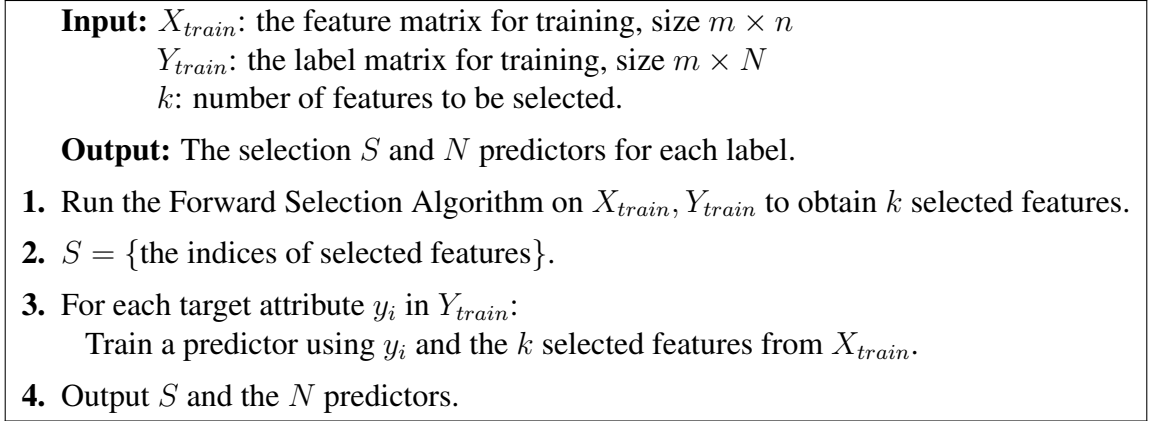 Input: X_train: the feature matrix for training, size m × n
Y_train: the label matrix for training, size m × N
k: number of features to be selected.
Output: The selection S and N predictors for each label.
1. Run the Forward Selection Algorithm on X_train, Y_train to obtain k selected features.
2. S = {the indices of selected features}.
3. For each target attribute y_i in Y_train:
Train a predictor using y_i and the k selected features from X_train.
4. Output S and the N predictors.